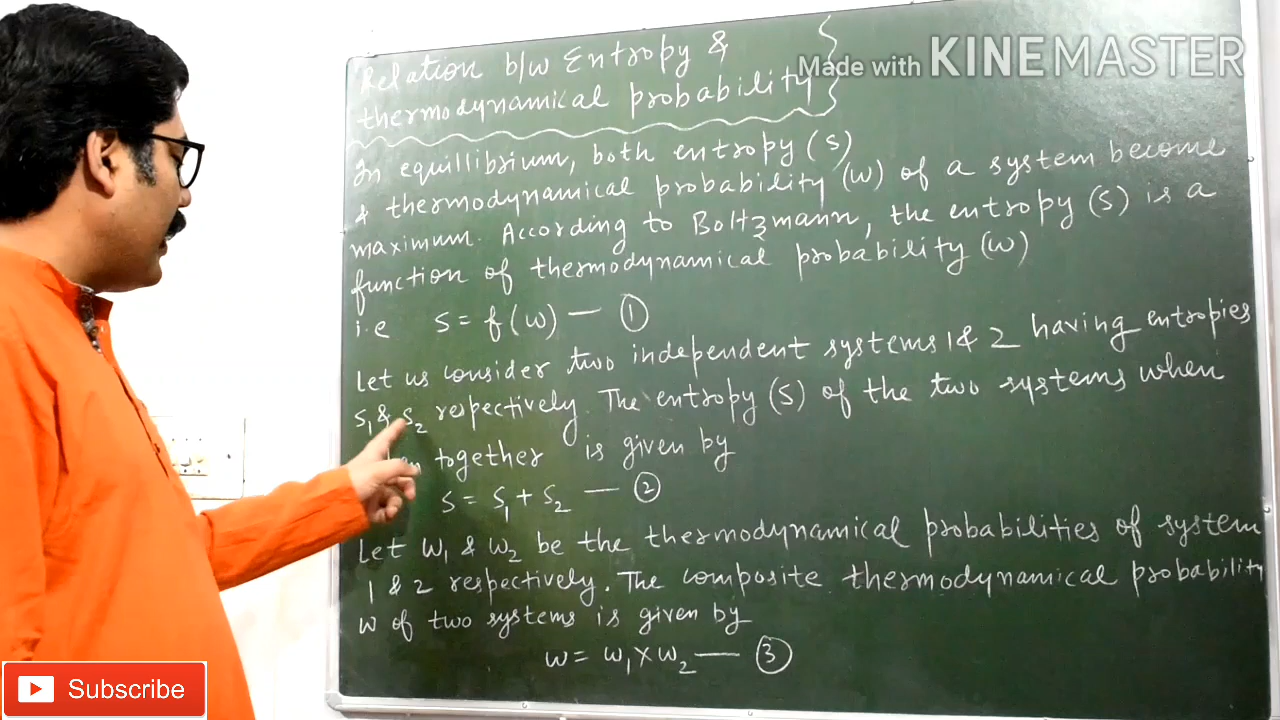 Relation b/w Entropy &
thermodynamical probability
Made with KINEMASTER
In equillibrium, both entropy (S)
& thermodynamical probability (W) of a system become
maximum. According to Boltzmann, the entropy (S) is a
function of thermodynamical probability (W)
i.e S = f(W) — ①
Let us consider two independent systems 1 & 2 having entropies
S₁ & S₂ respectively. The entropy (S) of the two systems when
together is given by
S = S₁ + S₂ — ②
Let W₁ & W₂ be the thermodynamical probabilities of system
1 & 2 respectively. The composite thermodynamical probability
W of two systems is given by
W = W₁ × W₂ — ③
Subscribe